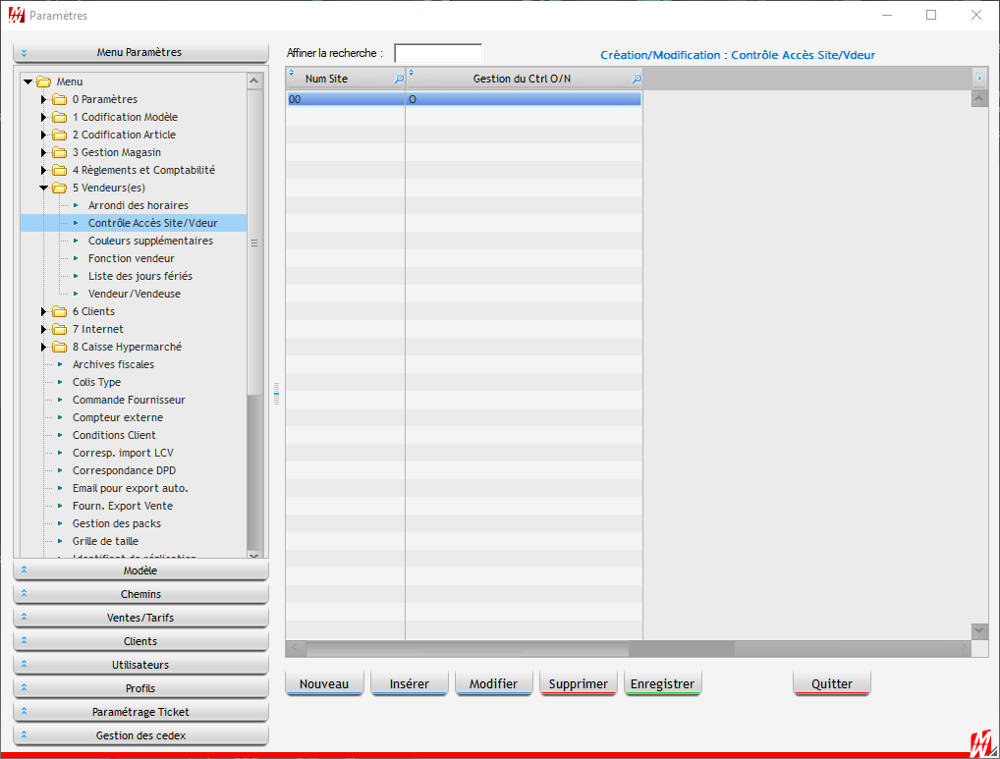 Paramètres
Menu Paramètres
Menu
0 Paramètres
1 Codification Modèle
2 Codification Article
3 Gestion Magasin
4 Règlements et Comptabilité
5 Vendeurs(es)
Arrondi des horaires
Contrôle Accès Site/Vdeur
Couleurs supplémentaires
Fonction vendeur
Liste des jours fériés
Vendeur/Vendeuse
6 Clients
7 Internet
8 Caisse Hypermarché
Archives fiscales
Colis Type
Commande Fournisseur
Compteur externe
Conditions Client
Corresp. import LCV
Correspondance DPD
Email pour export auto.
Fourn. Export Vente
Gestion des packs
Grille de taille
Identifiant de réplication
Modèle
Chemins
Ventes/Tarifs
Clients
Utilisateurs
Profils
Paramétrage Ticket
Gestion des cedex
Affiner la recherche :
Création/Modification : Contrôle Accès Site/Vdeur
Num Site Gestion du Ctrl O/N
00 O
Nouveau Insérer Modifier Supprimer Enregistrer Quitter